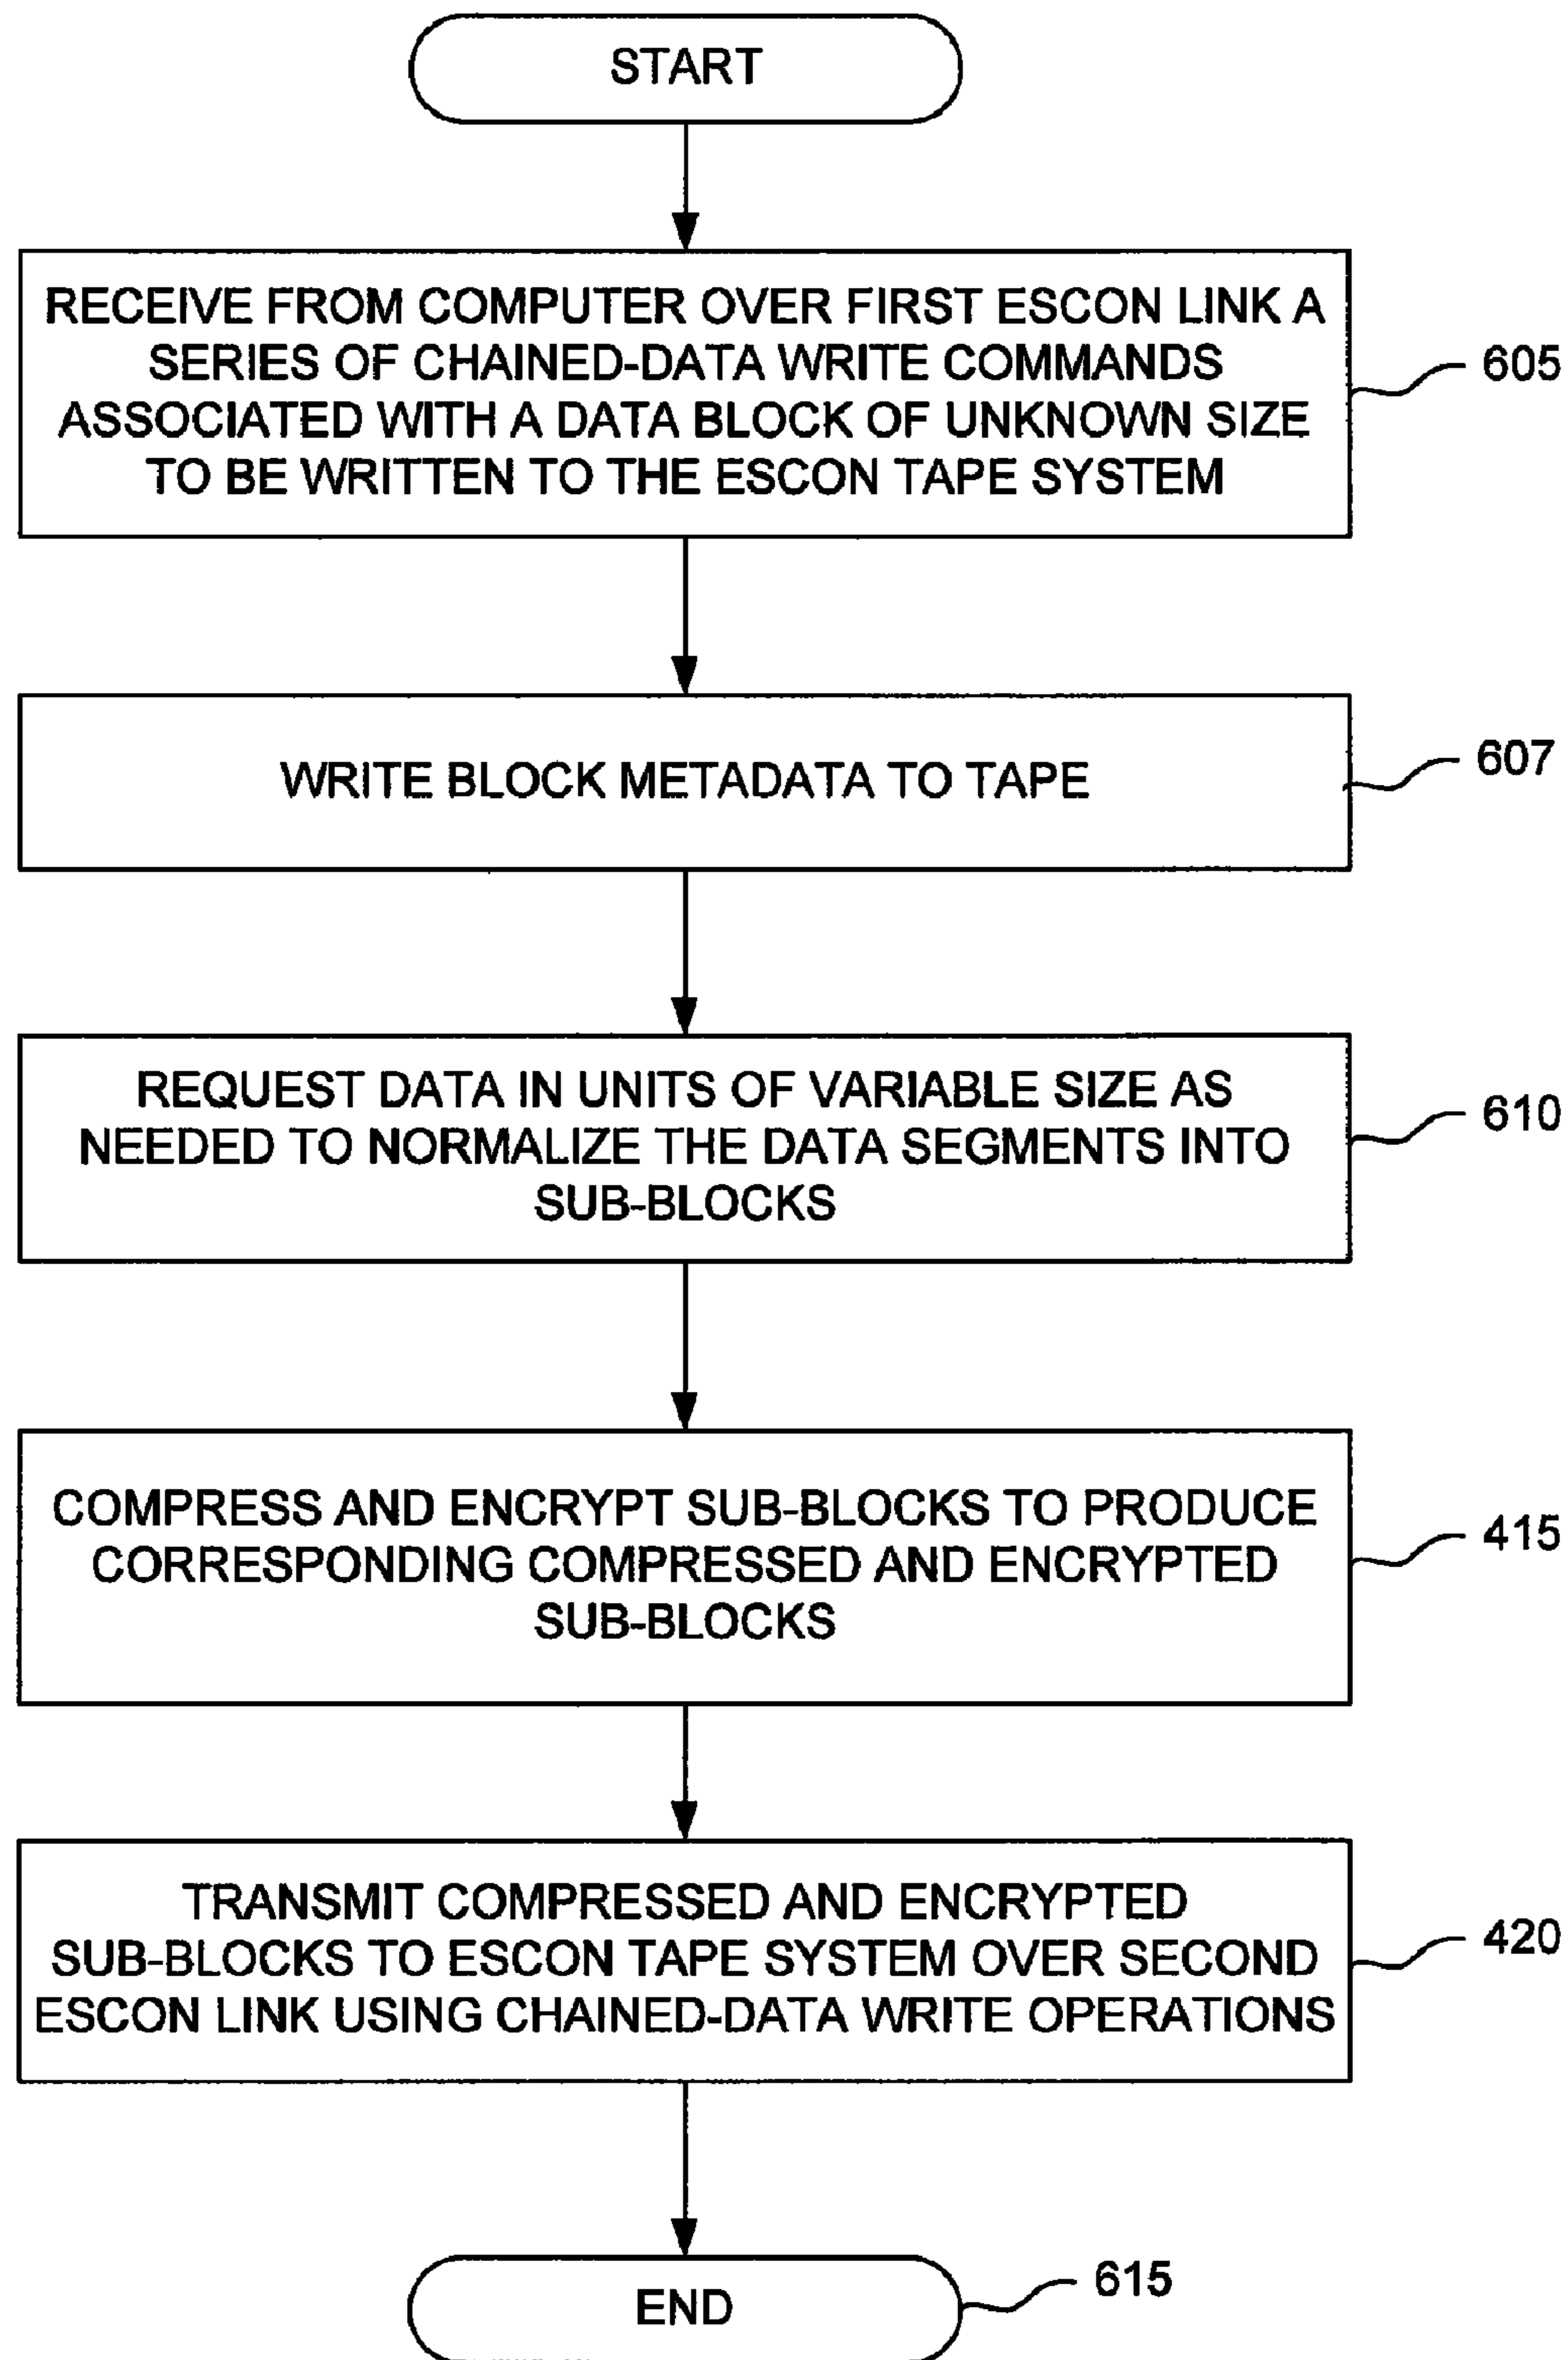 START
RECEIVE FROM COMPUTER OVER FIRST ESCON LINK A
SERIES OF CHAINED-DATA WRITE COMMANDS
ASSOCIATED WITH A DATA BLOCK OF UNKNOWN SIZE
TO BE WRITTEN TO THE ESCON TAPE SYSTEM
605
WRITE BLOCK METADATA TO TAPE
607
REQUEST DATA IN UNITS OF VARIABLE SIZE AS
NEEDED TO NORMALIZE THE DATA SEGMENTS INTO
SUB-BLOCKS
610
COMPRESS AND ENCRYPT SUB-BLOCKS TO PRODUCE
CORRESPONDING COMPRESSED AND ENCRYPTED
SUB-BLOCKS
415
TRANSMIT COMPRESSED AND ENCRYPTED
SUB-BLOCKS TO ESCON TAPE SYSTEM OVER SECOND
ESCON LINK USING CHAINED-DATA WRITE OPERATIONS
420
END
615